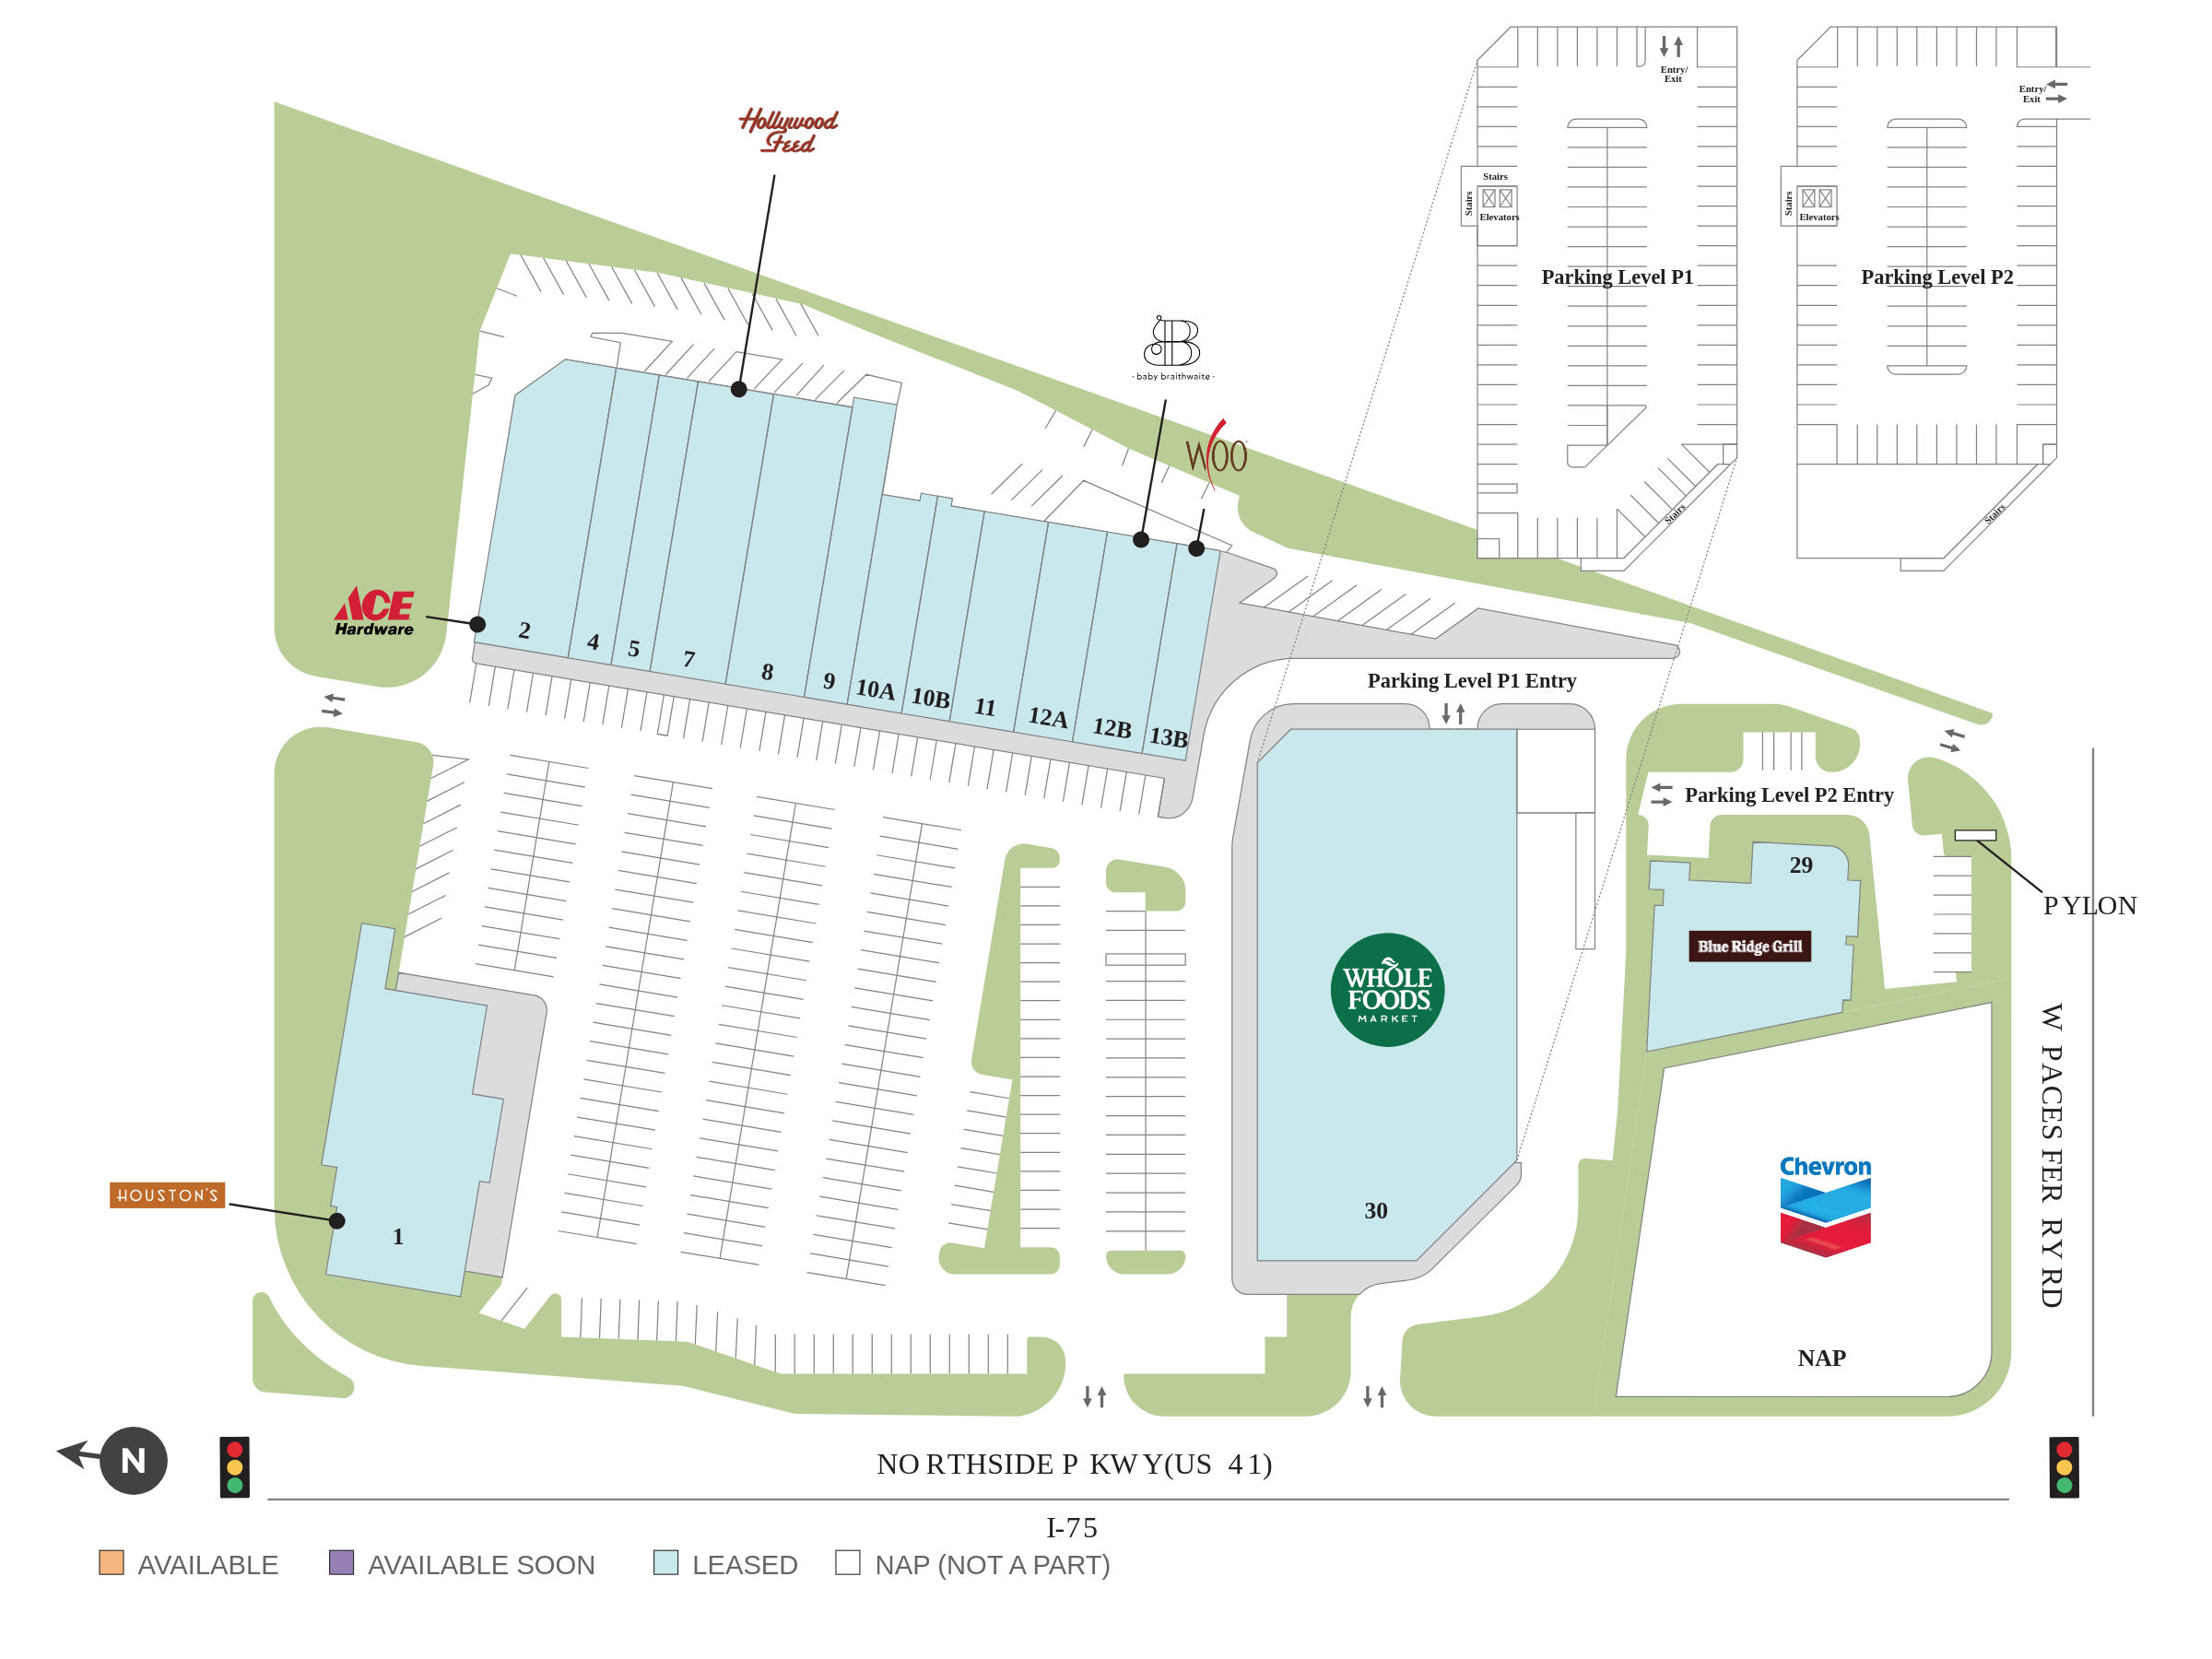 Entry/
Exit
Entry/
Exit
Hollywood
Feed
Stairs
Stairs
Elevators
Stairs
Elevators
Parking Level P1
Parking Level P2
· baby braithwaite ·
WOO
Stairs
Stairs
ACE
Hardware
2
4
5
7
8
9
10A
10B
11
12A
12B
13B
Parking Level P1 Entry
Parking Level P2 Entry
29
PYLON
Blue Ridge Grill
WHOLE
FOODS
MARKET
W PACES FERRY RD
Chevron
HOUSTON'S
1
30
NAP
N
NORTHSIDE PKWY(US 41)
I-75
AVAILABLE
AVAILABLE SOON
LEASED
NAP (NOT A PART)